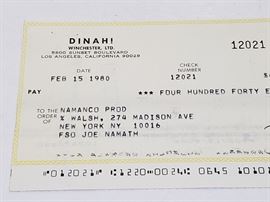 DINAH!
WINCHESTER, LTD.
8800 SUNSET BOULEVARD
LOS ANGELES, CALIFORNIA 90029
12021
DATE
CHECK
NUMBER
FEB 15 1980
12021
PAY
*** FOUR HUNDRED FORTY
TO THE
ORDER
OF
NAMANCO PROD
% WALSH, 274 MADISON AVE
NEW YORK NY 10016
FSO JOE NAMATH